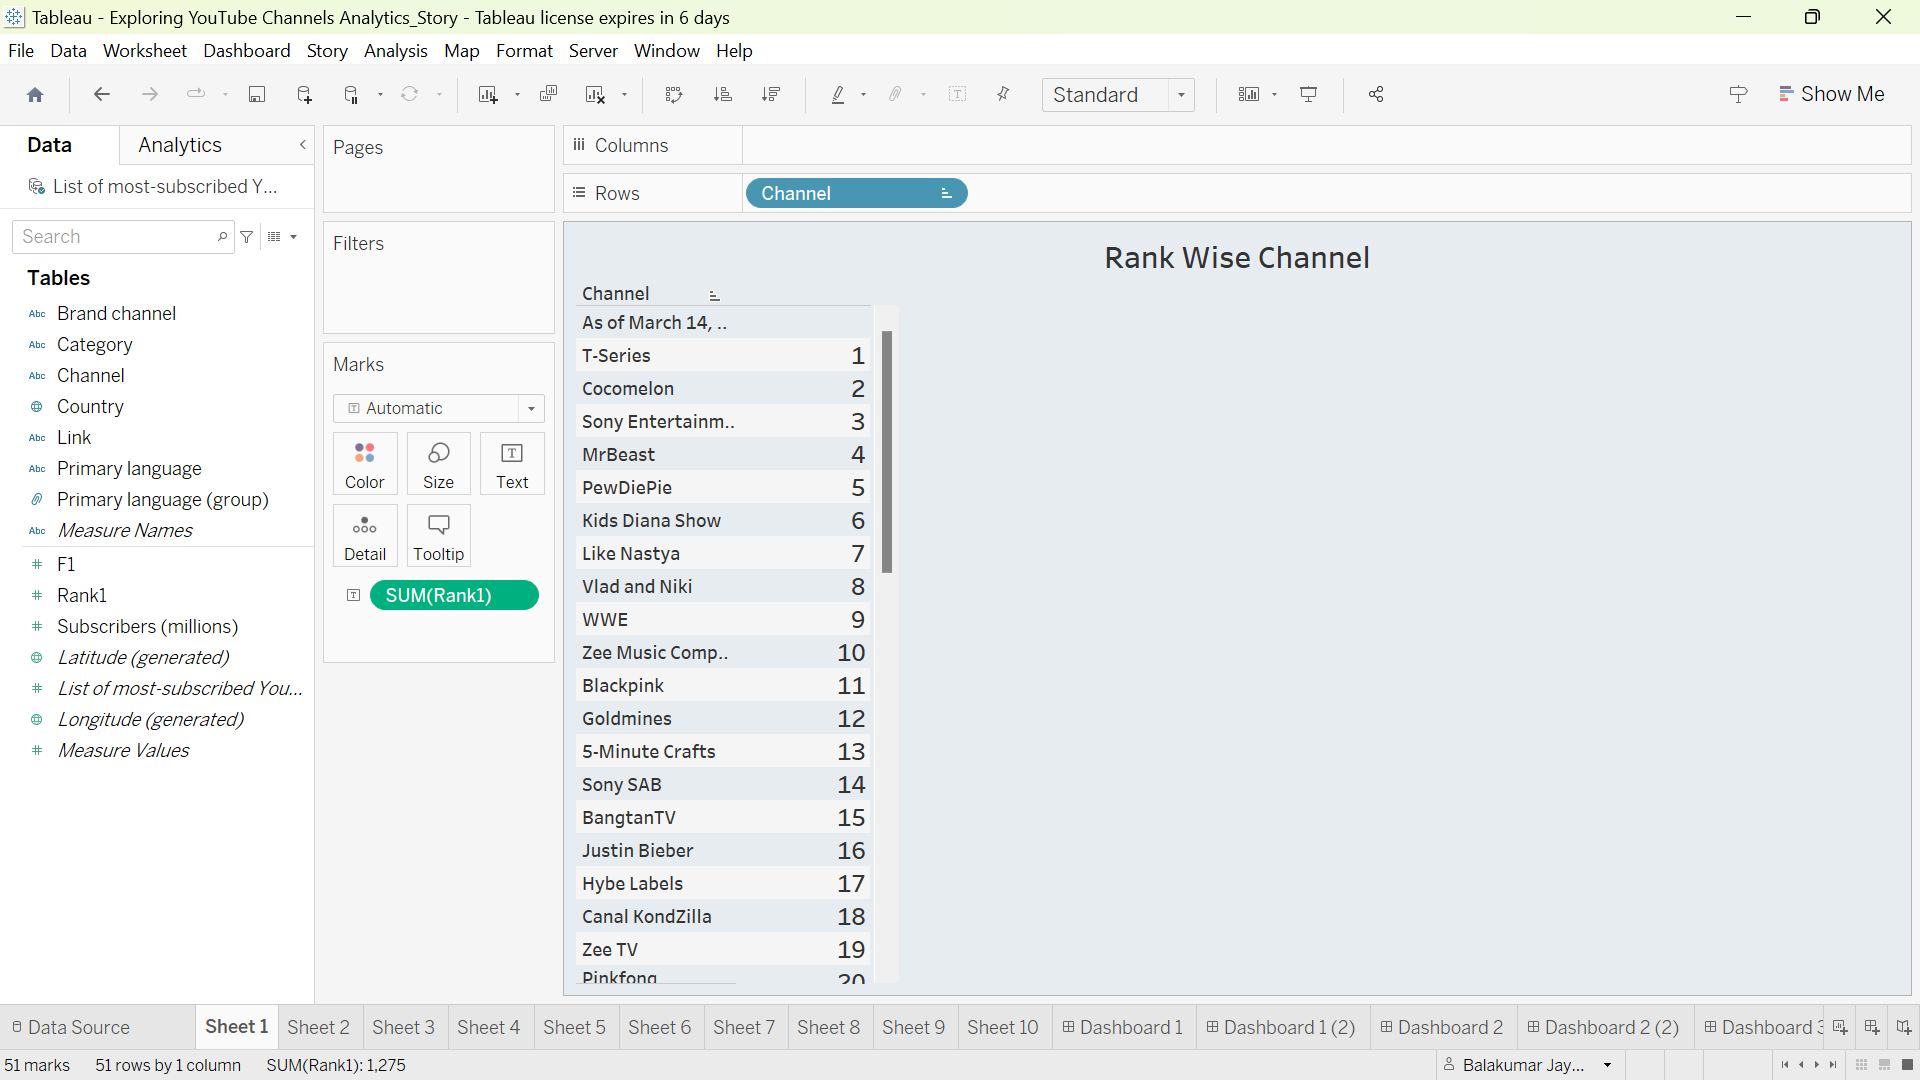 Tableau - Exploring YouTube Channels Analytics_Story - Tableau license expires in 6 days
File Data Worksheet Dashboard Story Analysis Map Format Server Window Help
Standard
Show Me
Data Analytics
List of most-subscribed Y...
Search
Tables
Abc Brand channel
Abc Category
Abc Channel
Country
Abc Link
Abc Primary language
Primary language (group)
Abc Measure Names
# F1
# Rank1
# Subscribers (millions)
Latitude (generated)
# List of most-subscribed You...
Longitude (generated)
# Measure Values
Pages
Filters
Marks
Automatic
Color Size Text
Detail Tooltip
SUM(Rank1)
Columns
Rows Channel
Rank Wise Channel
Channel
As of March 14, ..
T-Series 1
Cocomelon 2
Sony Entertainm.. 3
MrBeast 4
PewDiePie 5
Kids Diana Show 6
Like Nastya 7
Vlad and Niki 8
WWE 9
Zee Music Comp.. 10
Blackpink 11
Goldmines 12
5-Minute Crafts 13
Sony SAB 14
BangtanTV 15
Justin Bieber 16
Hybe Labels 17
Canal KondZilla 18
Zee TV 19
Pinkfong 20
Data Source Sheet 1 Sheet 2 Sheet 3 Sheet 4 Sheet 5 Sheet 6 Sheet 7 Sheet 8 Sheet 9 Sheet 10 Dashboard 1 Dashboard 1 (2) Dashboard 2 Dashboard 2 (2) Dashboard 3
51 marks 51 rows by 1 column SUM(Rank1): 1,275 Balakumar Jay...